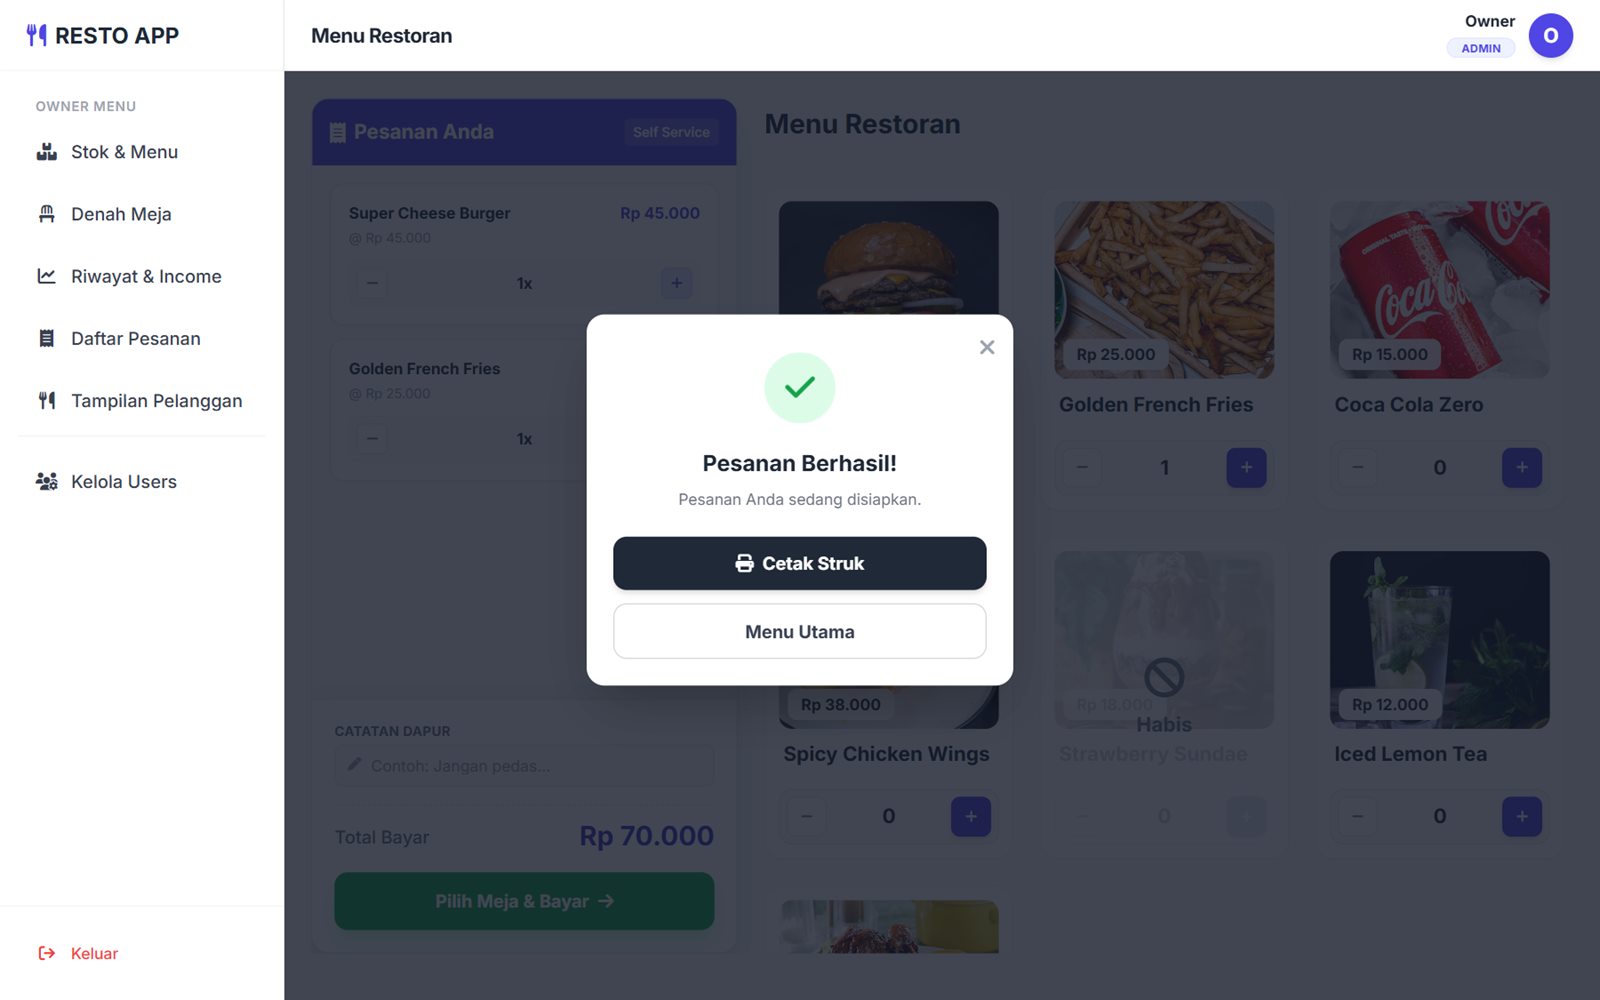 RESTO APP
Menu Restoran
Owner
ADMIN
O
OWNER MENU
Stok & Menu
Denah Meja
Riwayat & Income
Daftar Pesanan
Tampilan Pelanggan
Kelola Users
Keluar
Pesanan Anda
Self Service
Super Cheese Burger
Rp 45.000
@ Rp 45.000
− 1x +
Golden French Fries
@ Rp 25.000
− 1x
CATATAN DAPUR
Contoh: Jangan pedas...
Total Bayar
Rp 70.000
Pilih Meja & Bayar →
Menu Restoran
Rp 25.000
Golden French Fries
− 1 +
ORIGINAL TASTE
Coca-Cola
Rp 15.000
Coca Cola Zero
− 0 +
Rp 38.000
Spicy Chicken Wings
− 0 +
Rp 18.000
Habis
Strawberry Sundae
− 0 +
Rp 12.000
Iced Lemon Tea
− 0 +
Pesanan Berhasil!
Pesanan Anda sedang disiapkan.
Cetak Struk
Menu Utama